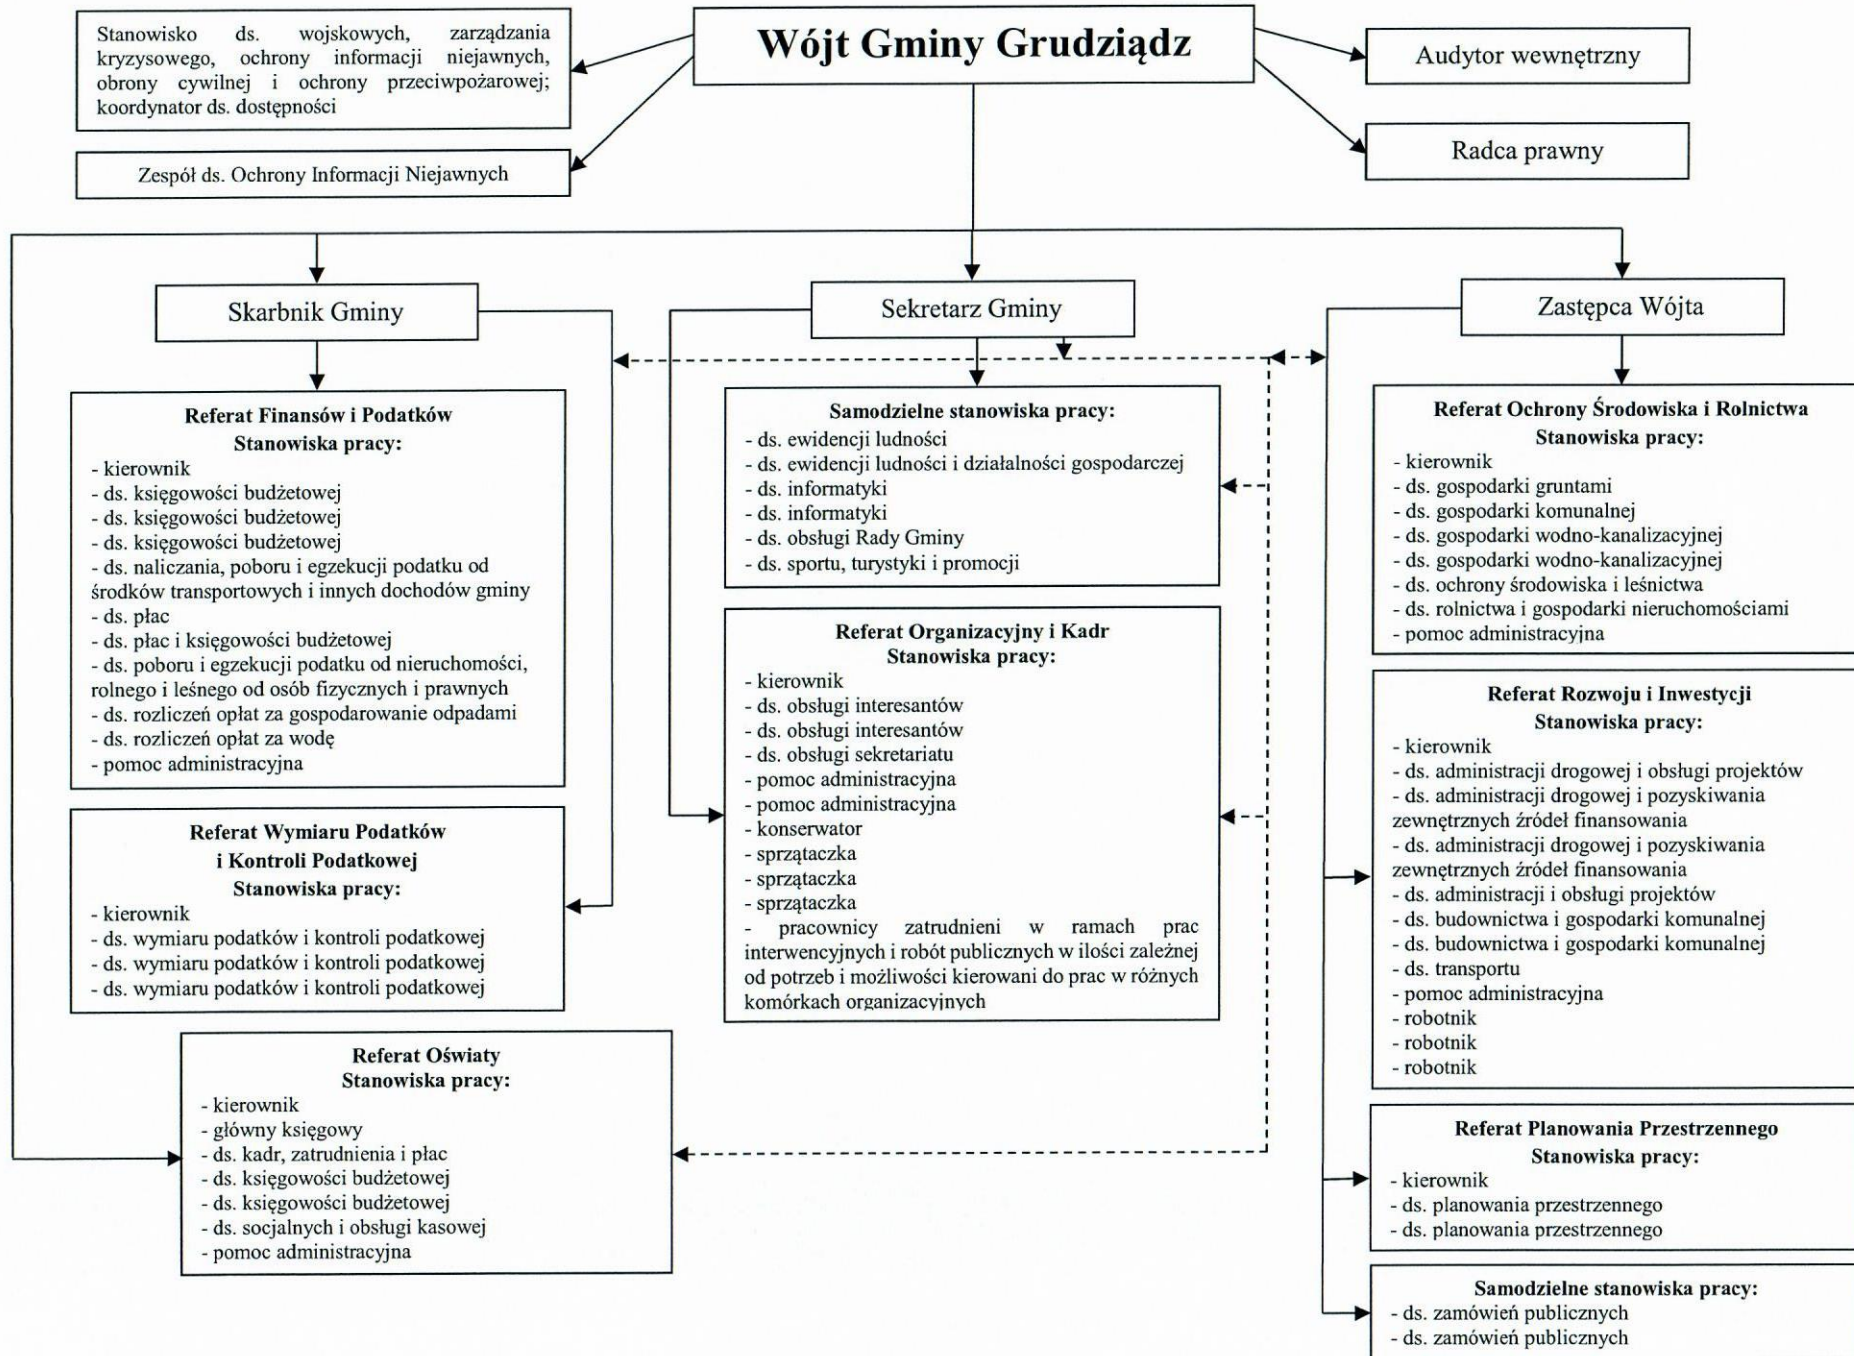 Stanowisko ds. wojskowych, zarządzania
kryzysowego, ochrony informacji niejawnych,
obrony cywilnej i ochrony przeciwpożarowej;
koordynator ds. dostępności
Zespół ds. Ochrony Informacji Niejawnych
Wójt Gminy Grudziądz
Audytor wewnętrzny
Radca prawny
Skarbnik Gminy
Sekretarz Gminy
Zastępca Wójta
Referat Finansów i Podatków
Stanowiska pracy:
- kierownik
- ds. księgowości budżetowej
- ds. księgowości budżetowej
- ds. księgowości budżetowej
- ds. naliczania, poboru i egzekucji podatku od
środków transportowych i innych dochodów gminy
- ds. płac
- ds. płac i księgowości budżetowej
- ds. poboru i egzekucji podatku od nieruchomości,
rolnego i leśnego od osób fizycznych i prawnych
- ds. rozliczeń opłat za gospodarowanie odpadami
- ds. rozliczeń opłat za wodę
- pomoc administracyjna
Referat Wymiaru Podatków
i Kontroli Podatkowej
Stanowiska pracy:
- kierownik
- ds. wymiaru podatków i kontroli podatkowej
- ds. wymiaru podatków i kontroli podatkowej
- ds. wymiaru podatków i kontroli podatkowej
Referat Oświaty
Stanowiska pracy:
- kierownik
- główny księgowy
- ds. kadr, zatrudnienia i płac
- ds. księgowości budżetowej
- ds. księgowości budżetowej
- ds. socjalnych i obsługi kasowej
- pomoc administracyjna
Samodzielne stanowiska pracy:
- ds. ewidencji ludności
- ds. ewidencji ludności i działalności gospodarczej
- ds. informatyki
- ds. informatyki
- ds. obsługi Rady Gminy
- ds. sportu, turystyki i promocji
Referat Organizacyjny i Kadr
Stanowiska pracy:
- kierownik
- ds. obsługi interesantów
- ds. obsługi interesantów
- ds. obsługi sekretariatu
- pomoc administracyjna
- pomoc administracyjna
- konserwator
- sprzątaczka
- sprzątaczka
- sprzątaczka
- pracownicy zatrudnieni w ramach prac
interwencyjnych i robót publicznych w ilości zależnej
od potrzeb i możliwości kierowani do prac w różnych
komórkach organizacyjnych
Referat Ochrony Środowiska i Rolnictwa
Stanowiska pracy:
- kierownik
- ds. gospodarki gruntami
- ds. gospodarki komunalnej
- ds. gospodarki wodno-kanalizacyjnej
- ds. gospodarki wodno-kanalizacyjnej
- ds. ochrony środowiska i leśnictwa
- ds. rolnictwa i gospodarki nieruchomościami
- pomoc administracyjna
Referat Rozwoju i Inwestycji
Stanowiska pracy:
- kierownik
- ds. administracji drogowej i obsługi projektów
- ds. administracji drogowej i pozyskiwania
zewnętrznych źródeł finansowania
- ds. administracji drogowej i pozyskiwania
zewnętrznych źródeł finansowania
- ds. administracji i obsługi projektów
- ds. budownictwa i gospodarki komunalnej
- ds. budownictwa i gospodarki komunalnej
- ds. transportu
- pomoc administracyjna
- robotnik
- robotnik
- robotnik
Referat Planowania Przestrzennego
Stanowiska pracy:
- kierownik
- ds. planowania przestrzennego
- ds. planowania przestrzennego
Samodzielne stanowiska pracy:
- ds. zamówień publicznych
- ds. zamówień publicznych